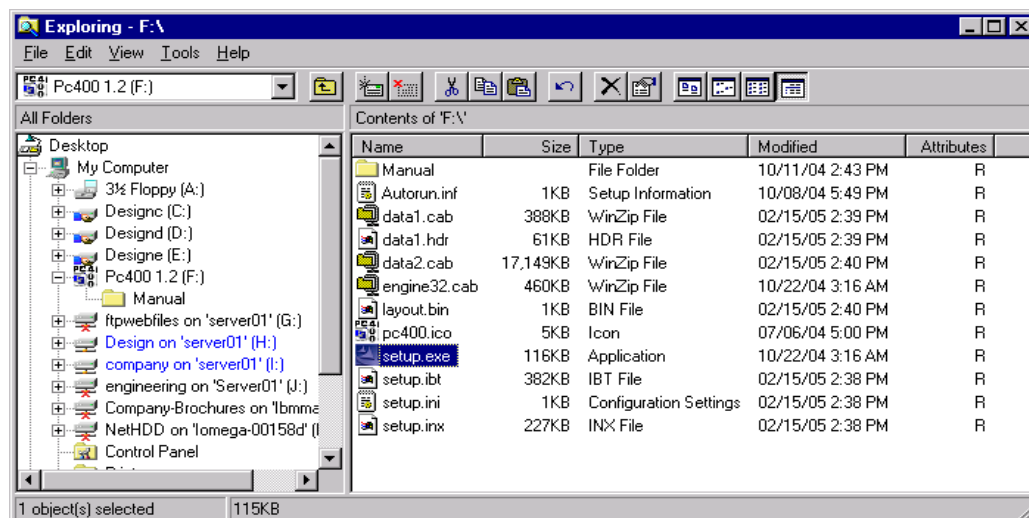 Exploring - F:\
File Edit View Tools Help
Pc400 1.2 (F:)
All Folders
Contents of 'F:\'
Desktop
My Computer
3½ Floppy (A:)
Designc (C:)
Designd (D:)
Designe (E:)
Pc400 1.2 (F:)
Manual
ftpwebfiles on 'server01' (G:)
Design on 'server01' (H:)
company on 'server01' (I:)
engineering on 'Server01' (J:)
Company-Brochures on 'Ibmma
NetHDD on 'Iomega-00158d' (
Control Panel
Name Size Type Modified Attributes
Manual File Folder 10/11/04 2:43 PM R
Autorun.inf 1KB Setup Information 10/08/04 5:49 PM R
data1.cab 388KB WinZip File 02/15/05 2:39 PM R
data1.hdr 61KB HDR File 02/15/05 2:39 PM R
data2.cab 17,149KB WinZip File 02/15/05 2:40 PM R
engine32.cab 460KB WinZip File 10/22/04 3:16 AM R
layout.bin 1KB BIN File 02/15/05 2:40 PM R
pc400.ico 5KB Icon 07/06/04 5:00 PM R
setup.exe 116KB Application 10/22/04 3:16 AM R
setup.ibt 382KB IBT File 02/15/05 2:38 PM R
setup.ini 1KB Configuration Settings 02/15/05 2:38 PM R
setup.inx 227KB INX File 02/15/05 2:38 PM R
1 object(s) selected 115KB